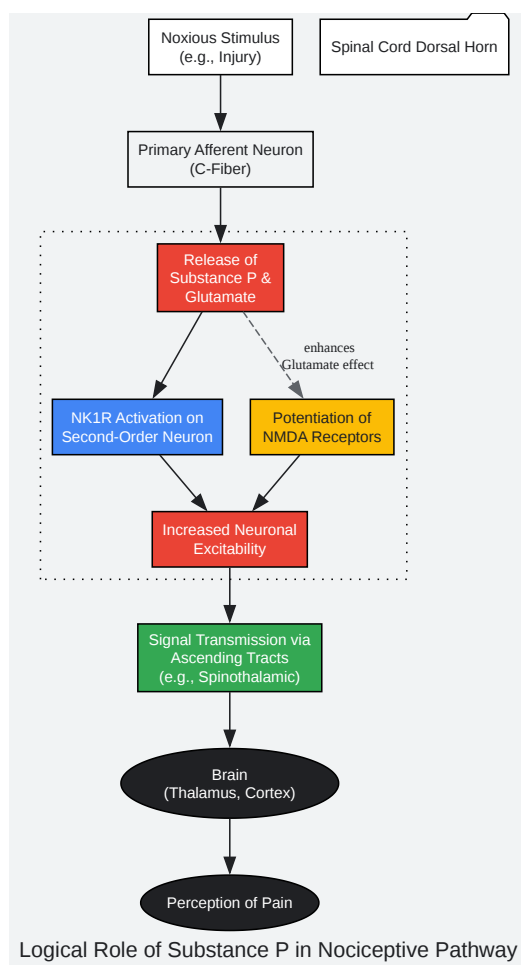 Noxious Stimulus
(e.g., Injury)
Spinal Cord Dorsal Horn
Primary Afferent Neuron
(C-Fiber)
Release of
Substance P &
Glutamate
enhances
Glutamate effect
NK1R Activation on
Second-Order Neuron
Potentiation of
NMDA Receptors
Increased Neuronal
Excitability
Signal Transmission via
Ascending Tracts
(e.g., Spinothalamic)
Brain
(Thalamus, Cortex)
Perception of Pain
Logical Role of Substance P in Nociceptive Pathway